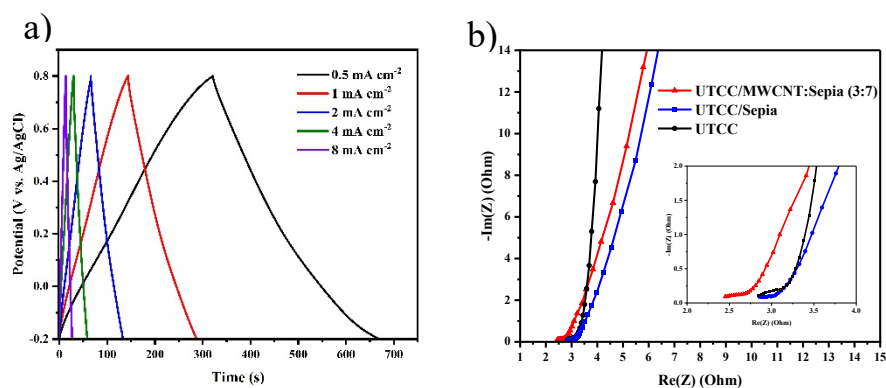 a)
Potential (V vs. Ag/AgCl)
0.8
0.6
0.4
0.2
0.0
-0.2
0.5 mA cm⁻²
1 mA cm⁻²
2 mA cm⁻²
4 mA cm⁻²
8 mA cm⁻²
0 100 200 300 400 500 600 700
Time (s)
b)
-Im(Z) (Ohm)
14
12
10
8
6
4
2
0
UTCC/MWCNT:Sepia (3:7)
UTCC/Sepia
UTCC
-Im(Z) (Ohm)
2.0
1.5
1.0
0.5
0.0
2.0 2.5 3.0 3.5 4.0
Re(Z) (Ohm)
1 2 3 4 5 6 7 8 9 10 11 12 13 14 15
Re(Z) (Ohm)